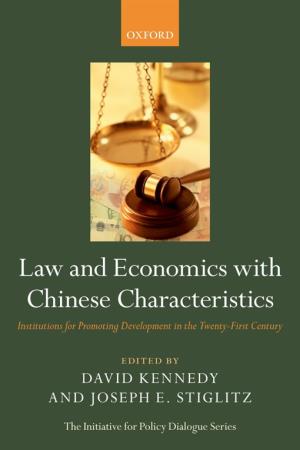 OXFORD
Law and Economics with
Chinese Characteristics
Institutions for Promoting Development in the Twenty-First Century
EDITED BY
DAVID KENNEDY
AND JOSEPH E. STIGLITZ
The Initiative for Policy Dialogue Series